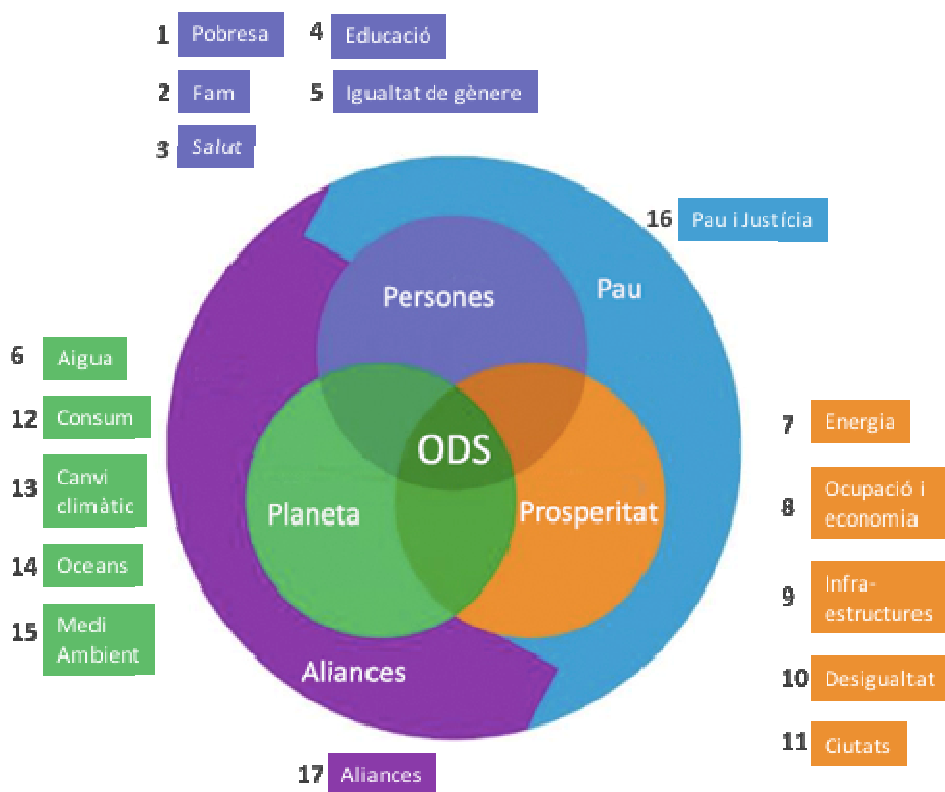 1 Pobresa
4 Educació
2 Fam
5 Igualtat de gènere
3 Salut
16 Pau i Justícia
Pau
Persones
6 Aigua
12 Consum
13 Canvi
climàtic
14 Oceans
15 Medi
Ambient
ODS
Planeta
Prosperitat
Aliances
7 Energia
8 Ocupació i
economia
9 Infra-
estructures
10 Desigualtat
11 Ciutats
17 Aliances